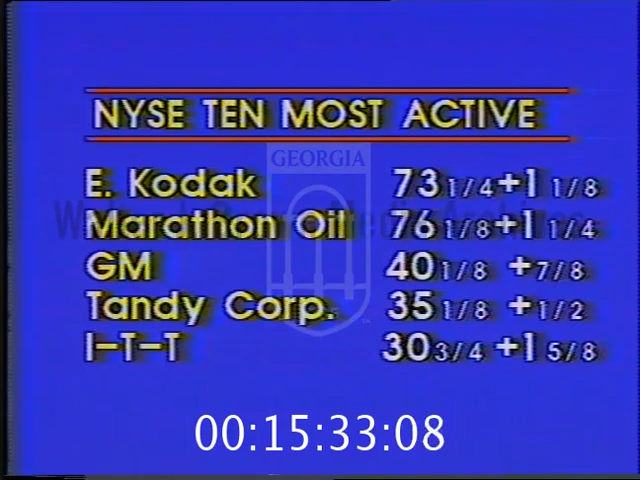 NYSE TEN MOST ACTIVE
GEORGIA
E. Kodak 73 1/4 +1 1/8
Marathon Oil 76 1/8 +1 1/4
GM 40 1/8 +7/8
Tandy Corp. 35 1/8 +1/2
I-T-T 30 3/4 +1 5/8
00:15:33:08